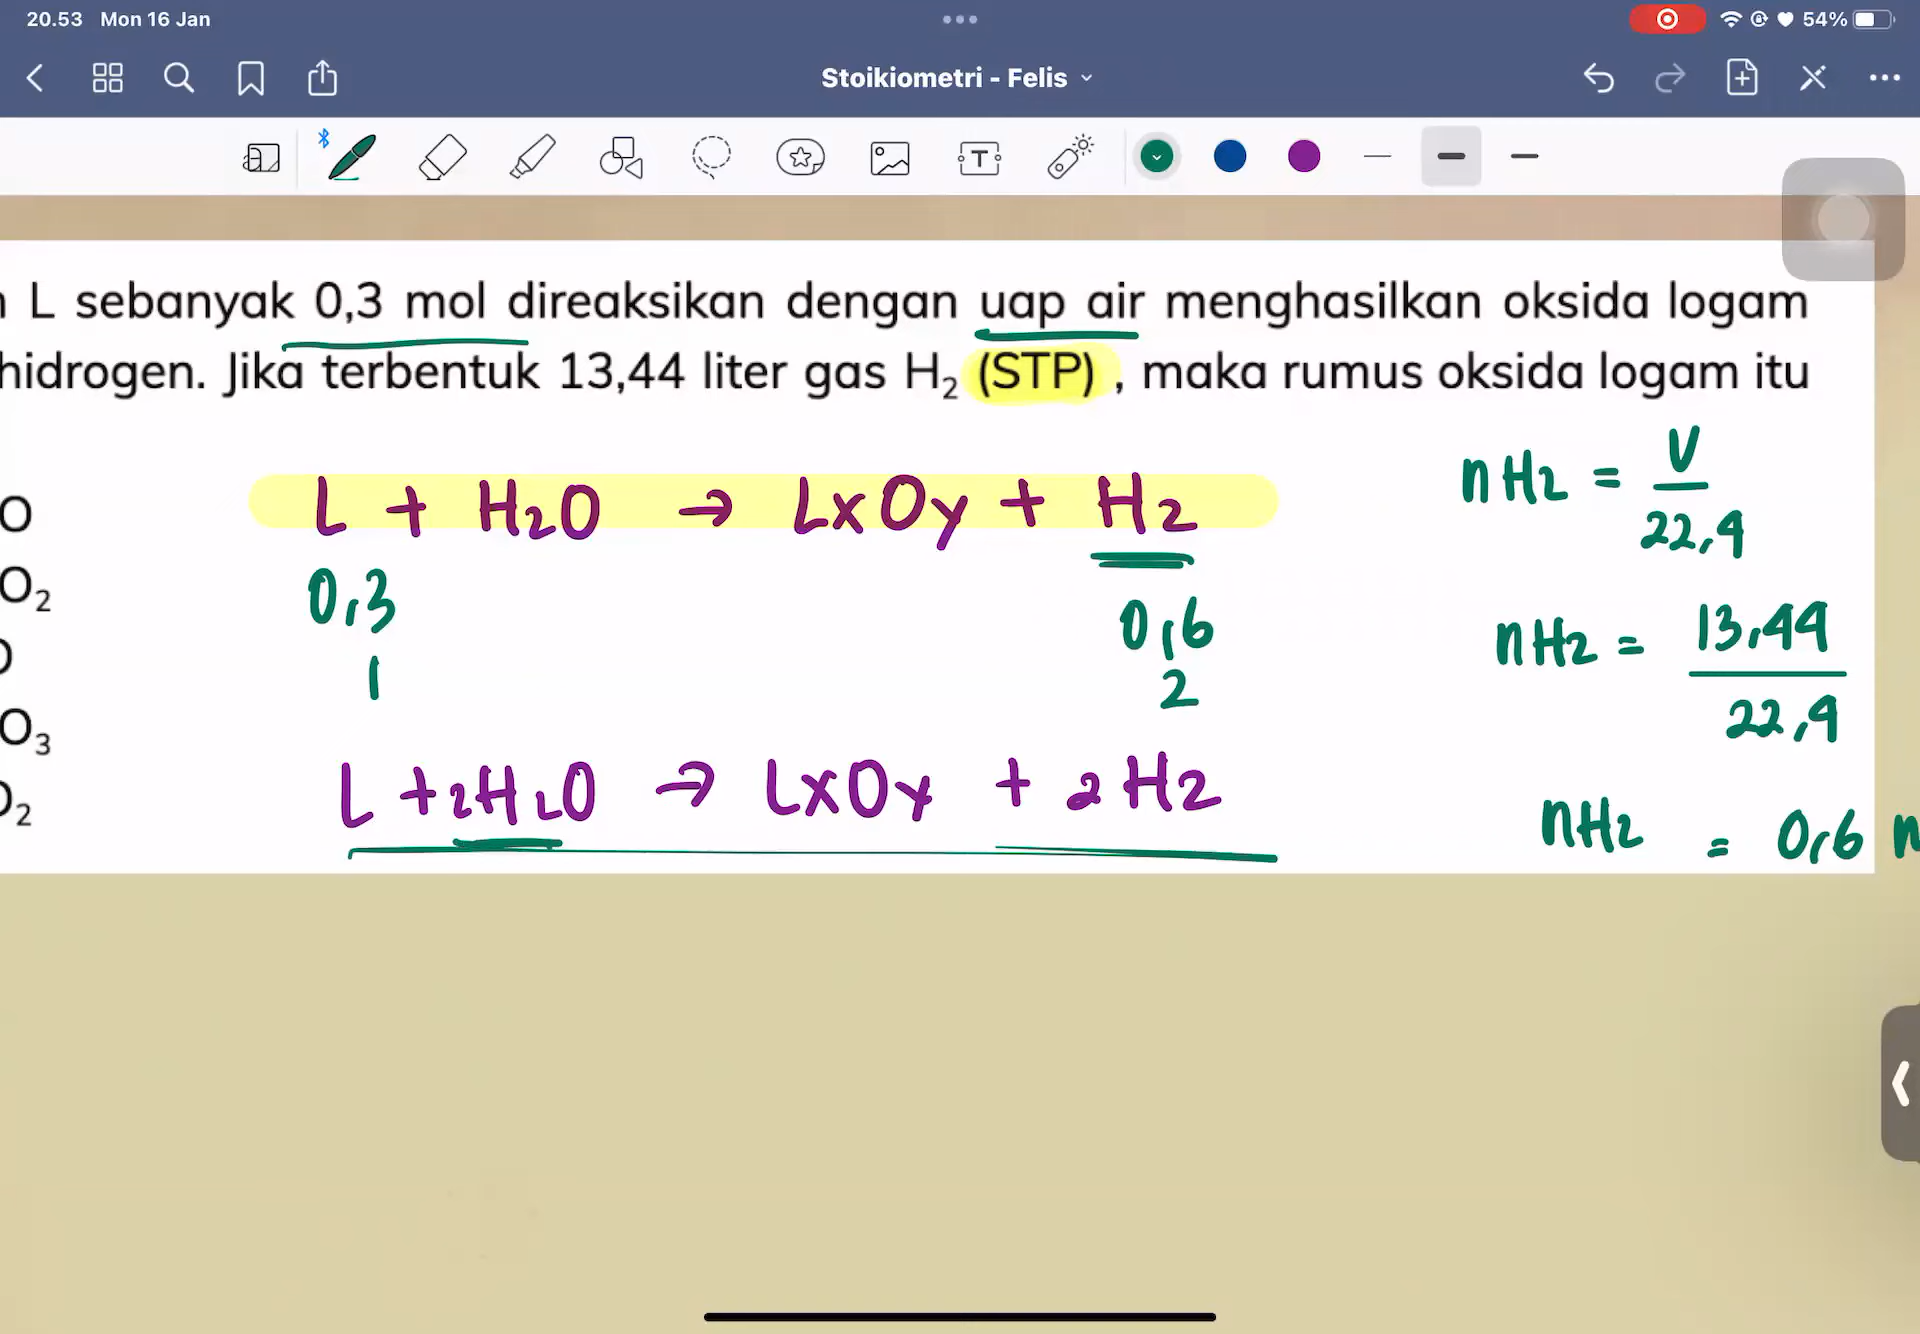 20.53 Mon 16 Jan
54%
Stoikiometri - Felis
L sebanyak 0,3 mol direaksikan dengan uap air menghasilkan oksida logam
hidrogen. Jika terbentuk 13,44 liter gas H₂ (STP) , maka rumus oksida logam itu
O
O₂
O₃
O₂
L + H2O → LxOy + H2
0,3
0,6
1
2
L + 2H2O → LxOy + 2H2
nH2 = V
22,4
nH2 = 13,44
22,4
nH2 = 0,6